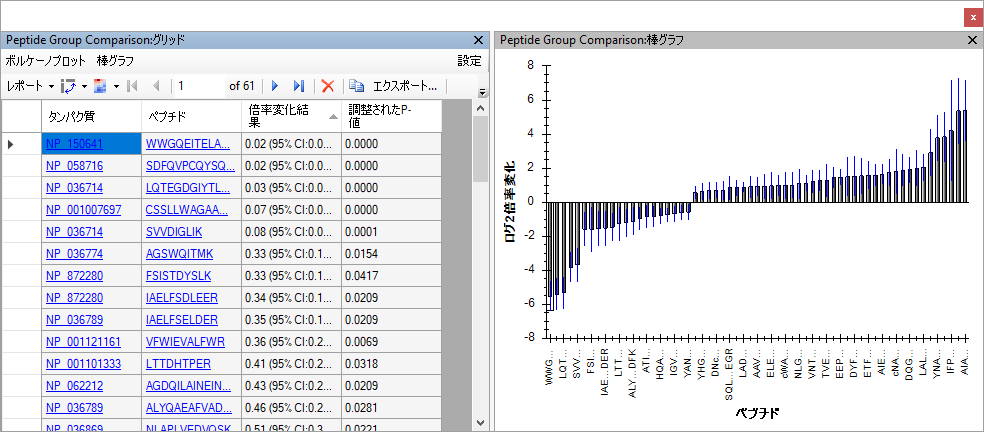 x
Peptide Group Comparison:グリッド
ボルケーノプロット 棒グラフ 設定
レポート 1 of 61 エクスポート...
タンパク質 ペプチド 倍率変化結果 調整されたP-値
NP_150641 WWGQEITELA... 0.02 (95% CI:0.0... 0.0000
NP_058716 SDFQVPCQYSQ... 0.02 (95% CI:0.0... 0.0000
NP_036714 LQTEGDGIYTL... 0.03 (95% CI:0.0... 0.0000
NP_001007697 CSSLLWAGAA... 0.07 (95% CI:0.0... 0.0000
NP_036714 SVVDIGLIK 0.08 (95% CI:0.0... 0.0001
NP_036774 AGSWQITMK 0.33 (95% CI:0.1... 0.0154
NP_872280 FSISTDYSLK 0.33 (95% CI:0.1... 0.0417
NP_872280 IAELFSDLEER 0.34 (95% CI:0.1... 0.0209
NP_036789 IAELFSELDER 0.35 (95% CI:0.1... 0.0209
NP_001121161 VFWIEVALFWR 0.36 (95% CI:0.2... 0.0069
NP_001101333 LTTDHTPER 0.41 (95% CI:0.2... 0.0318
NP_062212 AGDQILAINEIN... 0.43 (95% CI:0.2... 0.0209
NP_036789 ALYQAEAFVAD... 0.46 (95% CI:0.2... 0.0281
NP_036869 NLAPLVEDVQSK 0.51 (95% CI:0.3... 0.0221
Peptide Group Comparison:棒グラフ
ログ2倍率変化
8
6
4
2
0
-2
-4
-6
-8
WWG...
LQT...
SVV...
FSI...
IAE...DER
LTT...
ALY...DFK
ATI...
HQA...
IGV...
YAN...
YHG...
DNc...
SQL...EGR
LAD...
AAV...
ELE...
cWA...
NLG...
VNT...
TVE...
EEP...
DYF...
ETF...
AIE...
cNA...
DQG...
LAL...
YNA...
IFP...
AIA...
ペプチド